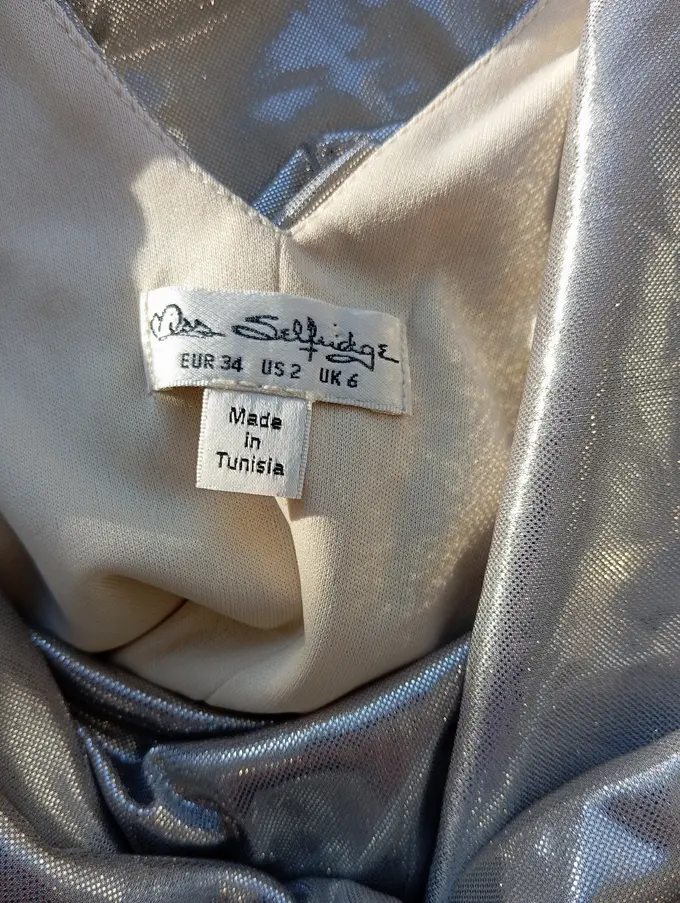 Miss Selfridge
EUR 34 US 2 UK 6
Made
in
Tunisia